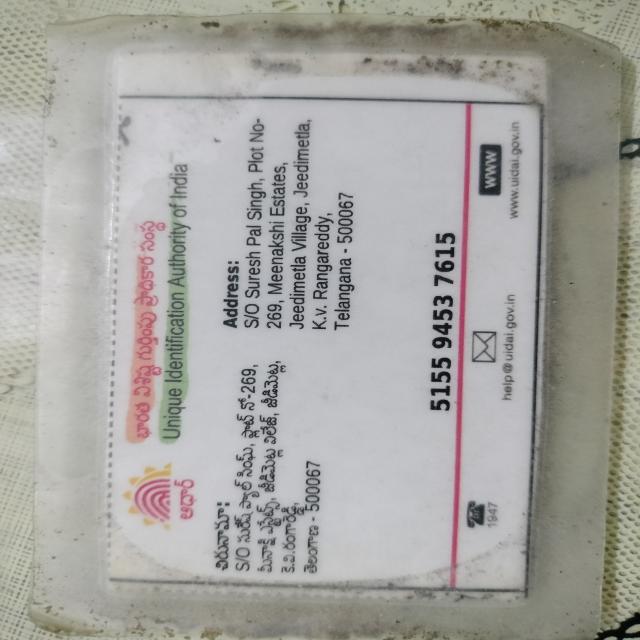 భారత విశిష్ట గుర్తింపు ప్రాధికార సంస్థ
Unique Identification Authority of India
ఆధార్
చిరునామా:
S/O సురేష్ పాల్ సింఘ్, ప్లాట్ నో-269,
జీడిమెట్ల విలేజ్, జీడిమెట్ల,
కె.వి.రంగారెడ్డి,
తెలంగాణ - 500067
Address:
S/O Suresh Pal Singh, Plot No-
269, Meenakshi Estates,
Jeedimetla Village, Jeedimetla,
K.v. Rangareddy,
Telangana - 500067
5155 9453 7615
1947
help@uidai.gov.in
www
www.uidai.gov.in